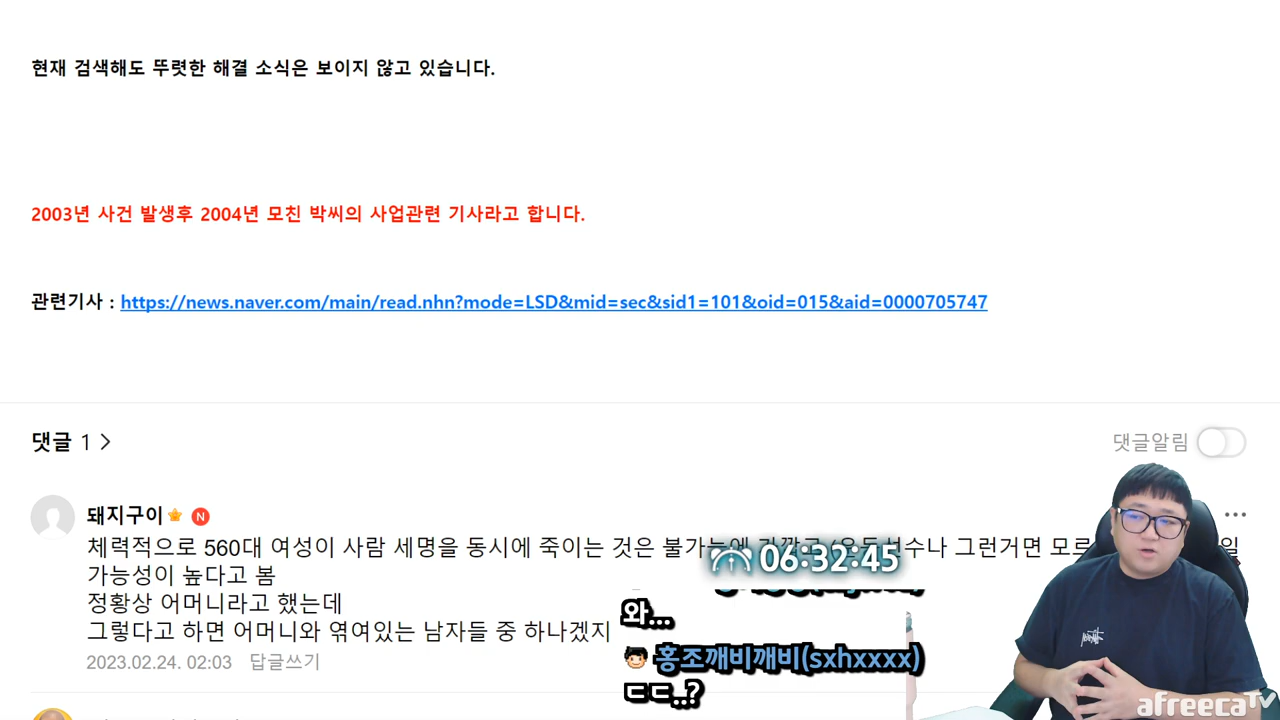 현재 검색해도 뚜렷한 해결 소식은 보이지 않고 있습니다.
2003년 사건 발생후 2004년 모친 박씨의 사업관련 기사라고 합니다.
관련기사 : https://news.naver.com/main/read.nhn?mode=LSD&mid=sec&sid1=101&oid=015&aid=0000705747
댓글 1
댓글알림
돼지구이 N
체력적으로 560대 여성이 사람 세명을 동시에 죽이는 것은 그런거면
가능성이 높다고 봄
정황상 어머니라고 했는데
그렇다고 하면 어머니와 엮여있는 남자들 중 하나겠지
2023.02.24. 02:03 답글쓰기
06:32:45
와...
홍조깨비깨비(sxhxxxx)
ㄷㄷ..?
afreecaTV